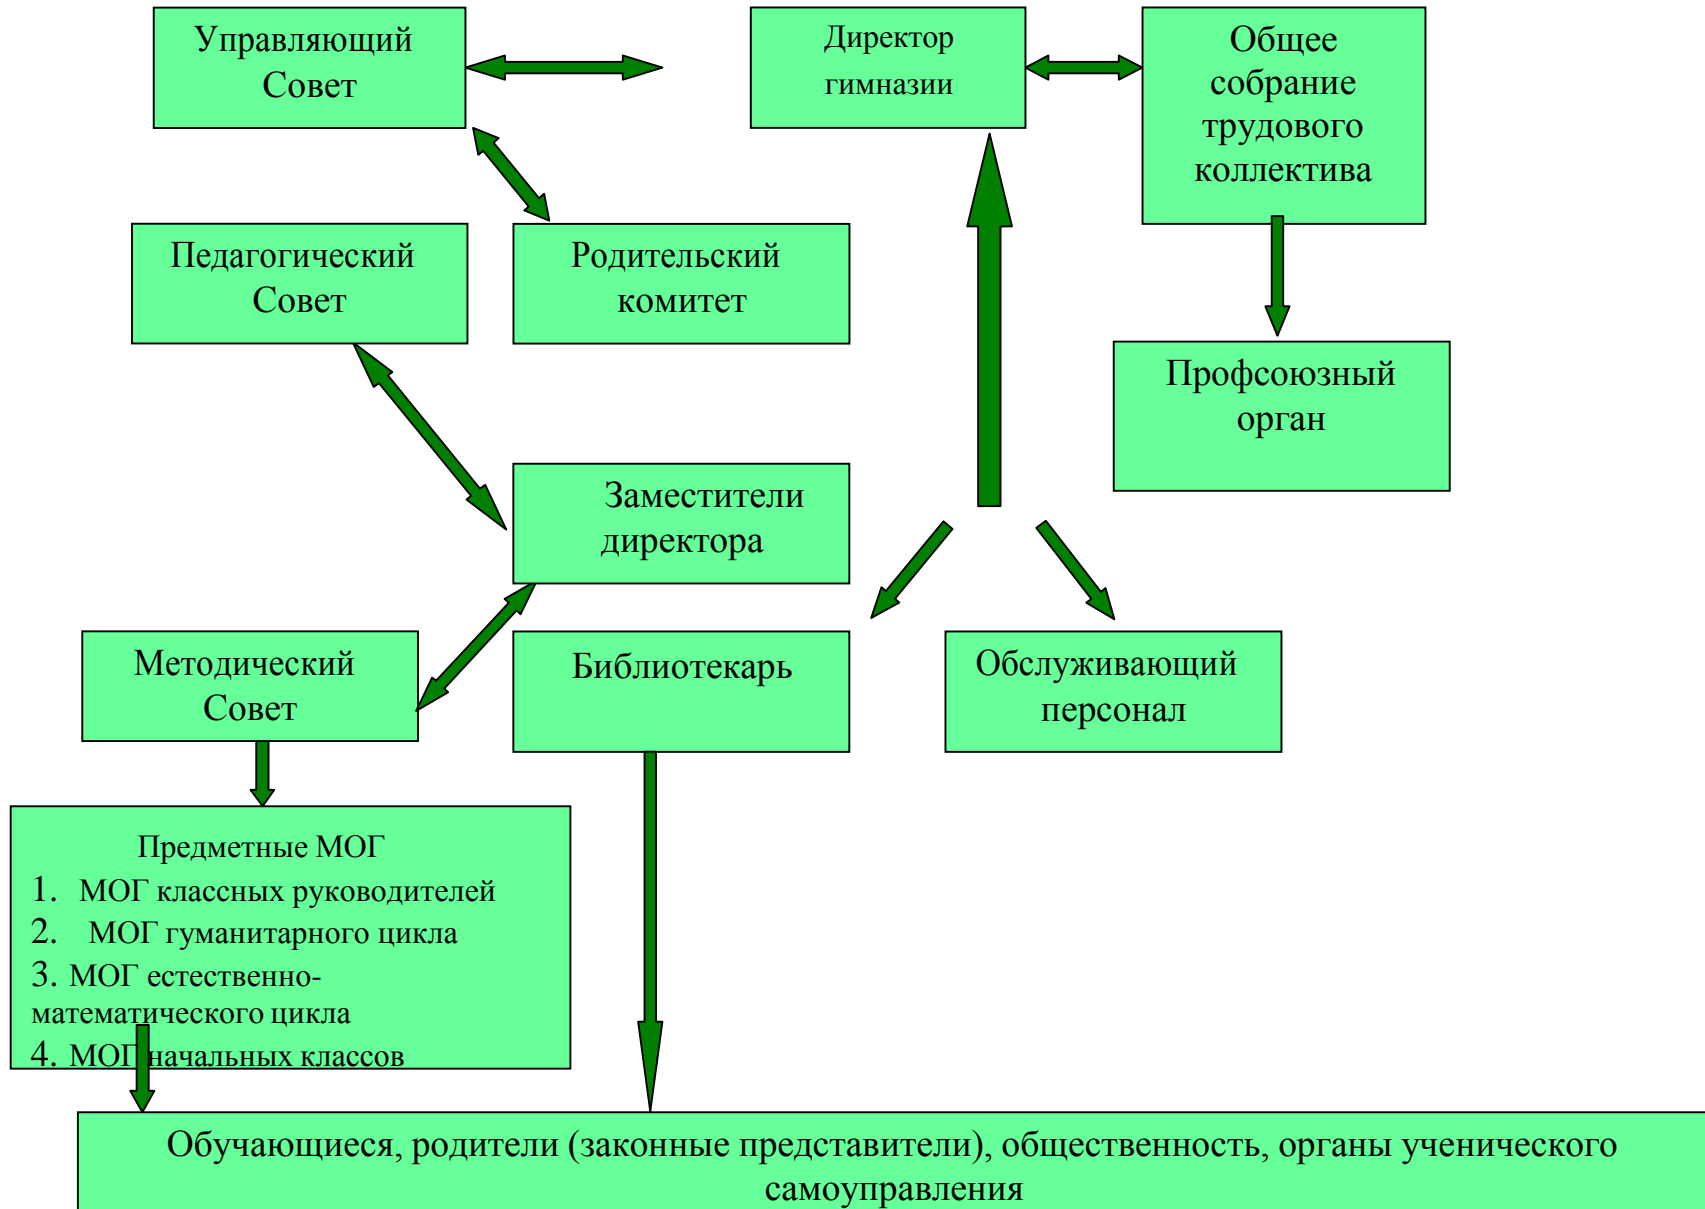 Управляющий
Совет
Директор
гимназии
Общее
собрание
трудового
коллектива
Педагогический
Совет
Родительский
комитет
Профсоюзный
орган
Заместители
директора
Методический
Совет
Библиотекарь
Обслуживающий
персонал
Предметные МОГ
1. МОГ классных руководителей
2. МОГ гуманитарного цикла
3. МОГ естественно-
математического цикла
4. МОГ начальных классов
Обучающиеся, родители (законные представители), общественность, органы ученического
самоуправления